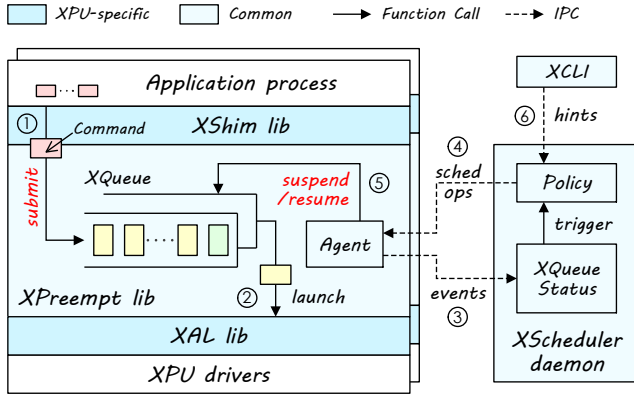 XPU-specific
Common
Function Call
IPC
Application process
XShim lib
①
Command
submit
XQueue
suspend
/resume
⑤
Agent
②
launch
XPreempt lib
XAL lib
XPU drivers
④
sched
ops
events
③
XCLI
⑥
hints
Policy
trigger
XQueue
Status
XScheduler
daemon